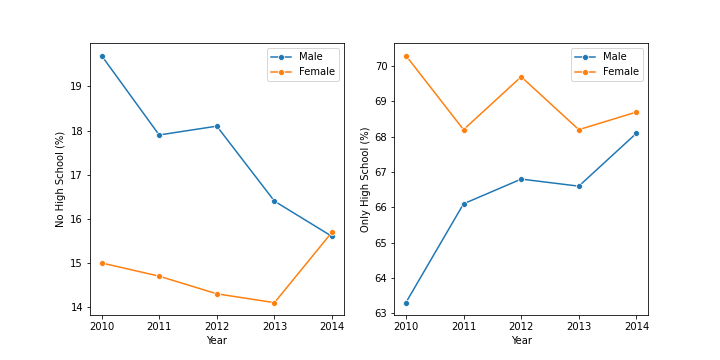 Male
Female
No High School (%)
19
18
17
16
15
14
2010 2011 2012 2013 2014
Year
Male
Female
Only High School (%)
70
69
68
67
66
65
64
63
2010 2011 2012 2013 2014
Year